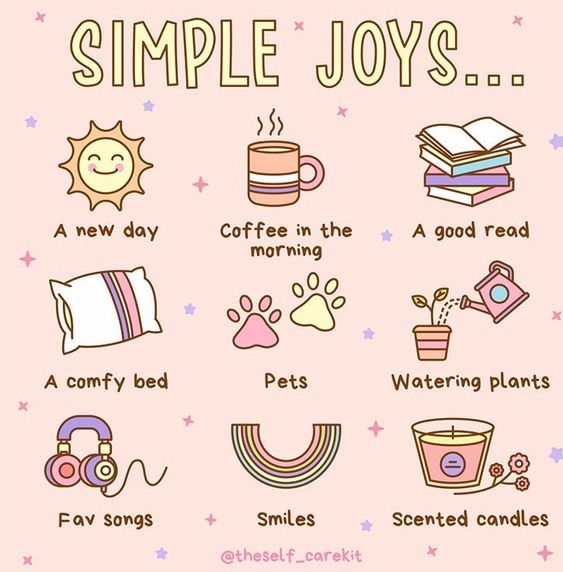 SIMPLE JOYS...
A new day
Coffee in the
morning
A good read
A comfy bed
Pets
Watering plants
Fav songs
Smiles
Scented candles
@theself_carekit